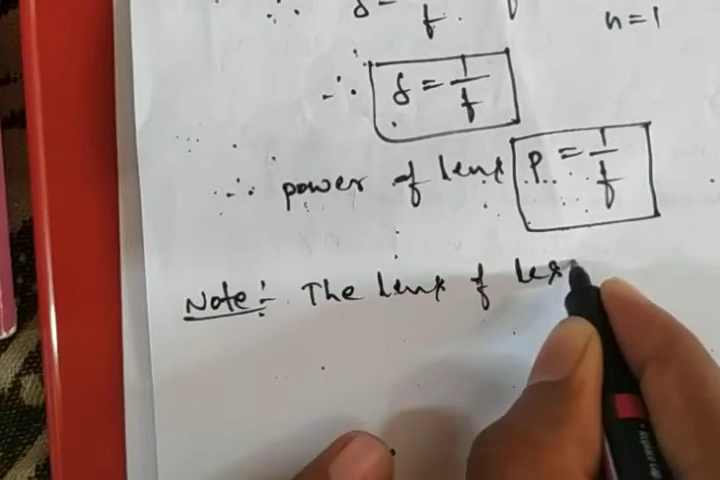 ∴ δ = 1/f
n=1
∴ δ = 1/f
∴ power of lens P = 1/f
Note:- The lens of les